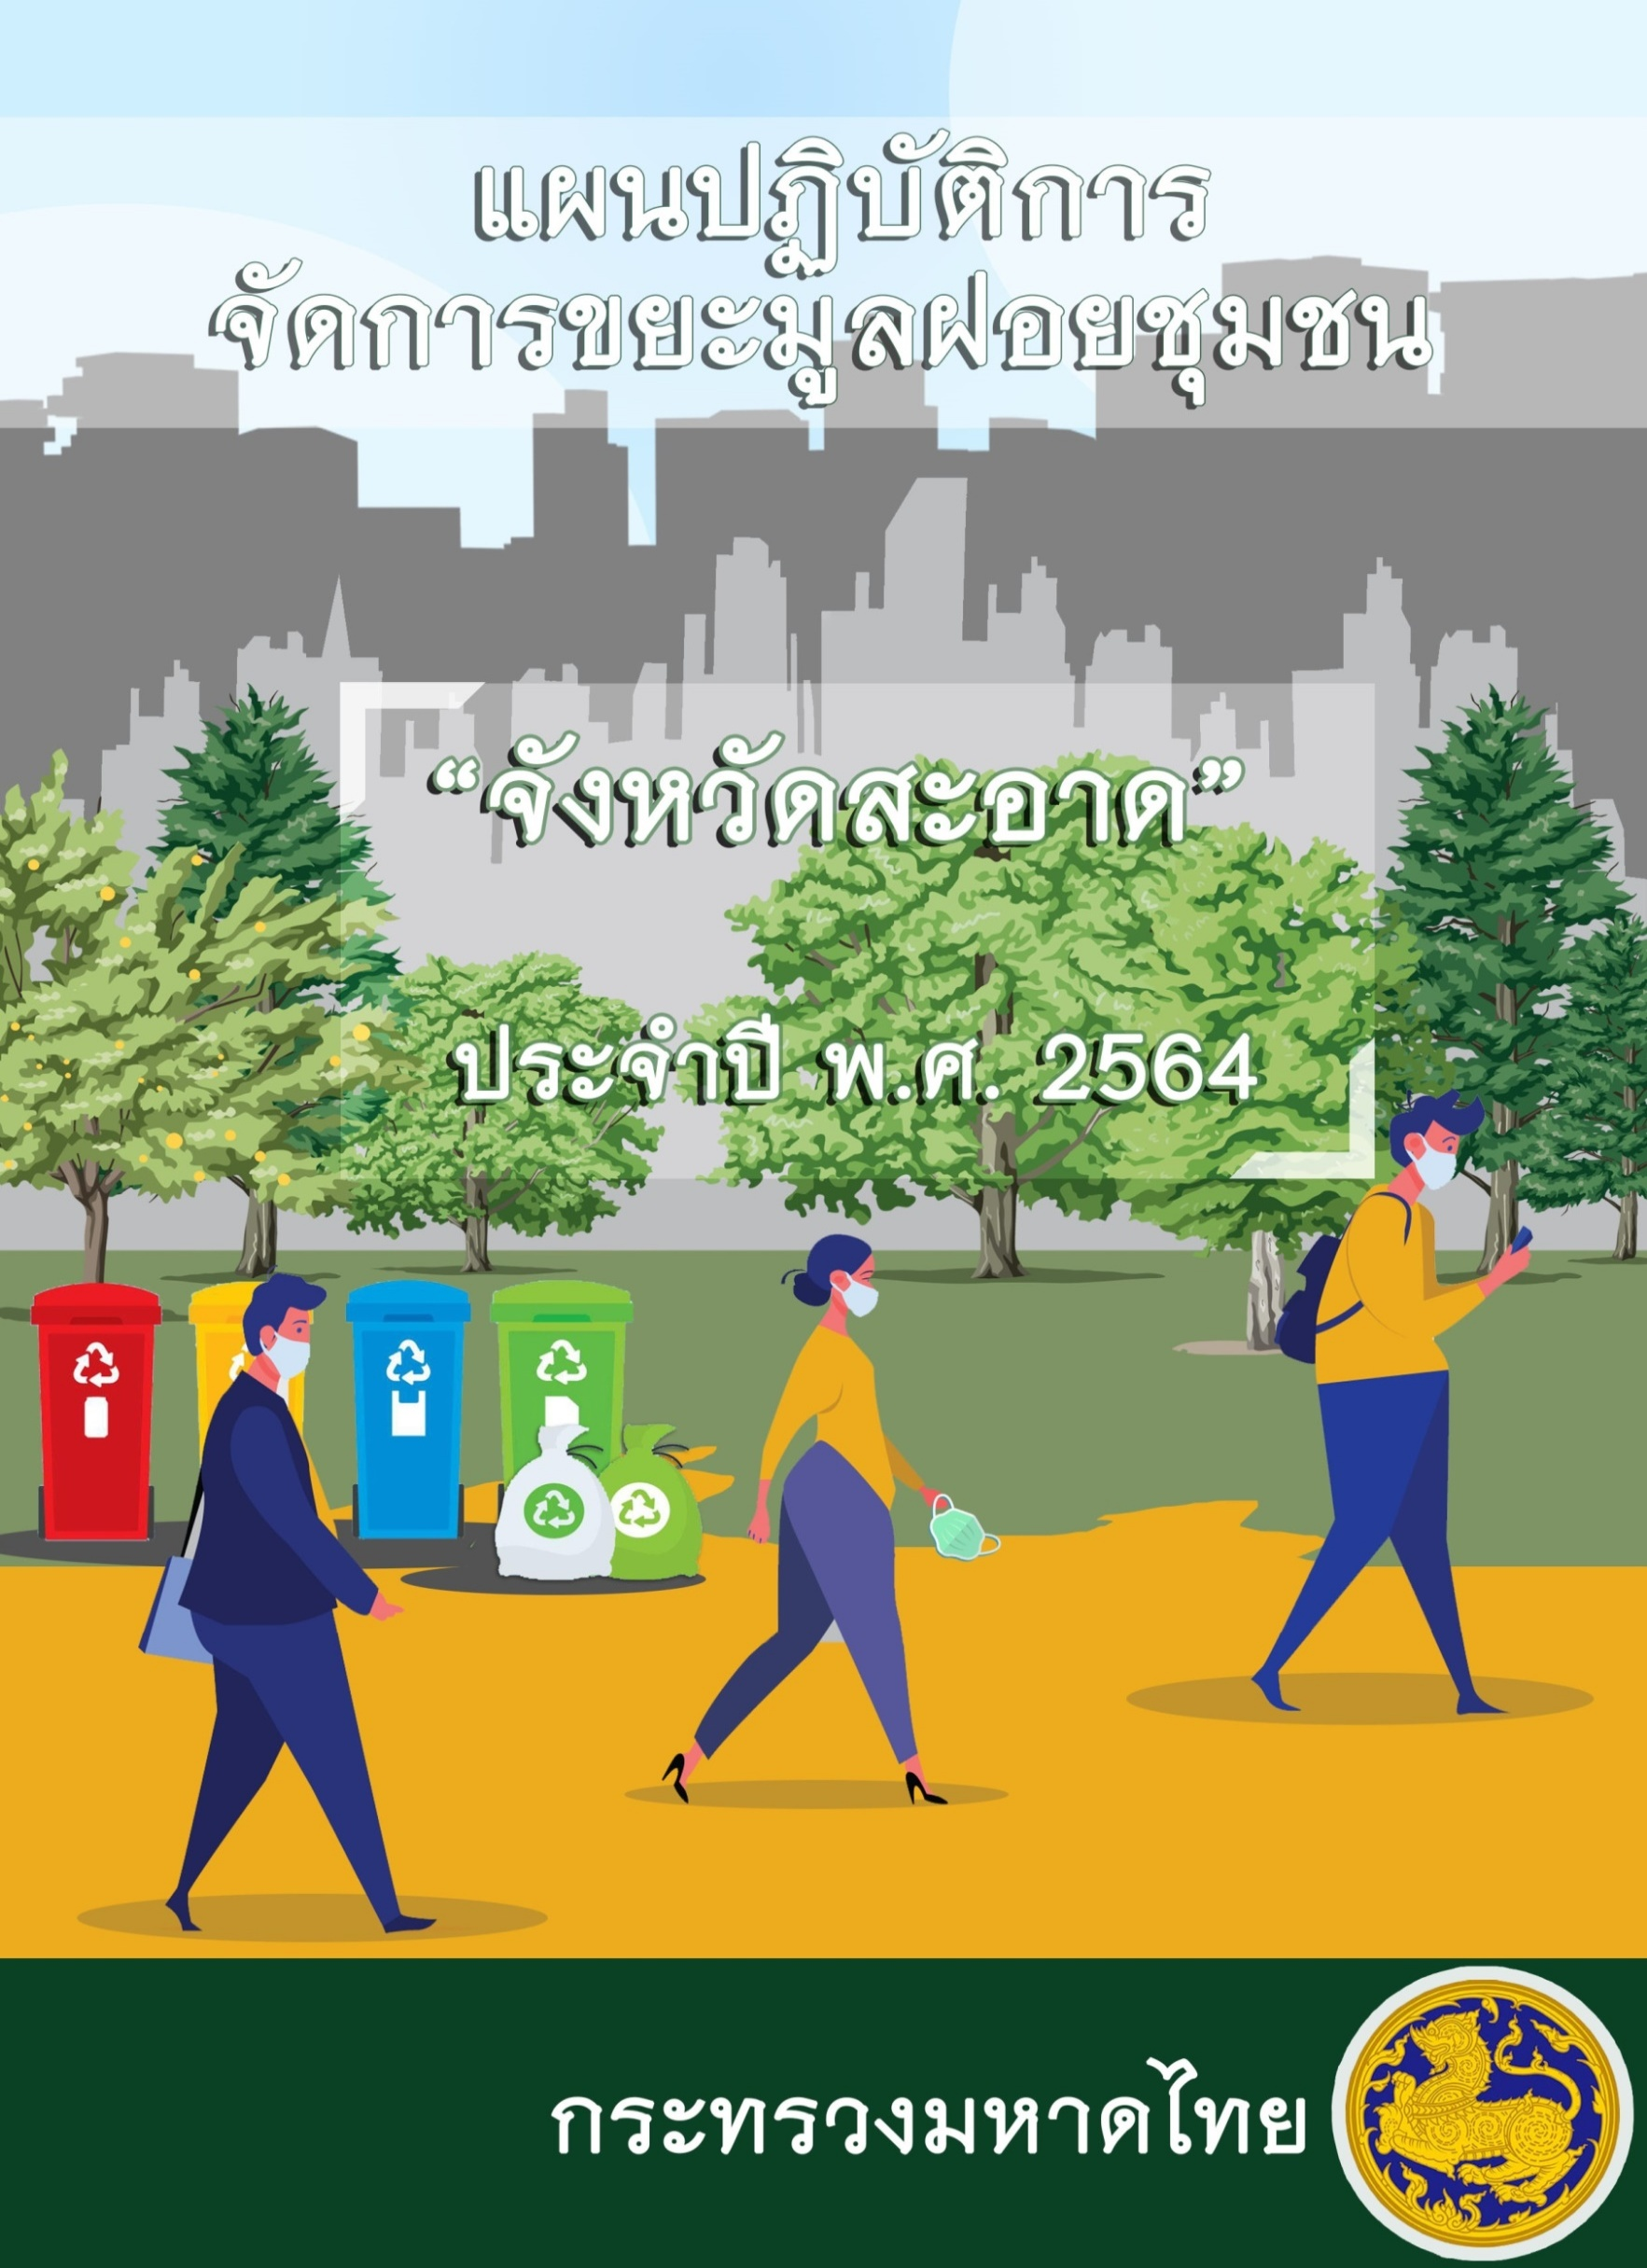 แผนปฏิบัติการ
จัดการขยะมูลฝอยชุมชน
“จังหวัดสะอาด”
ประจำปี พ.ศ. 2564
กระทรวงมหาดไทย